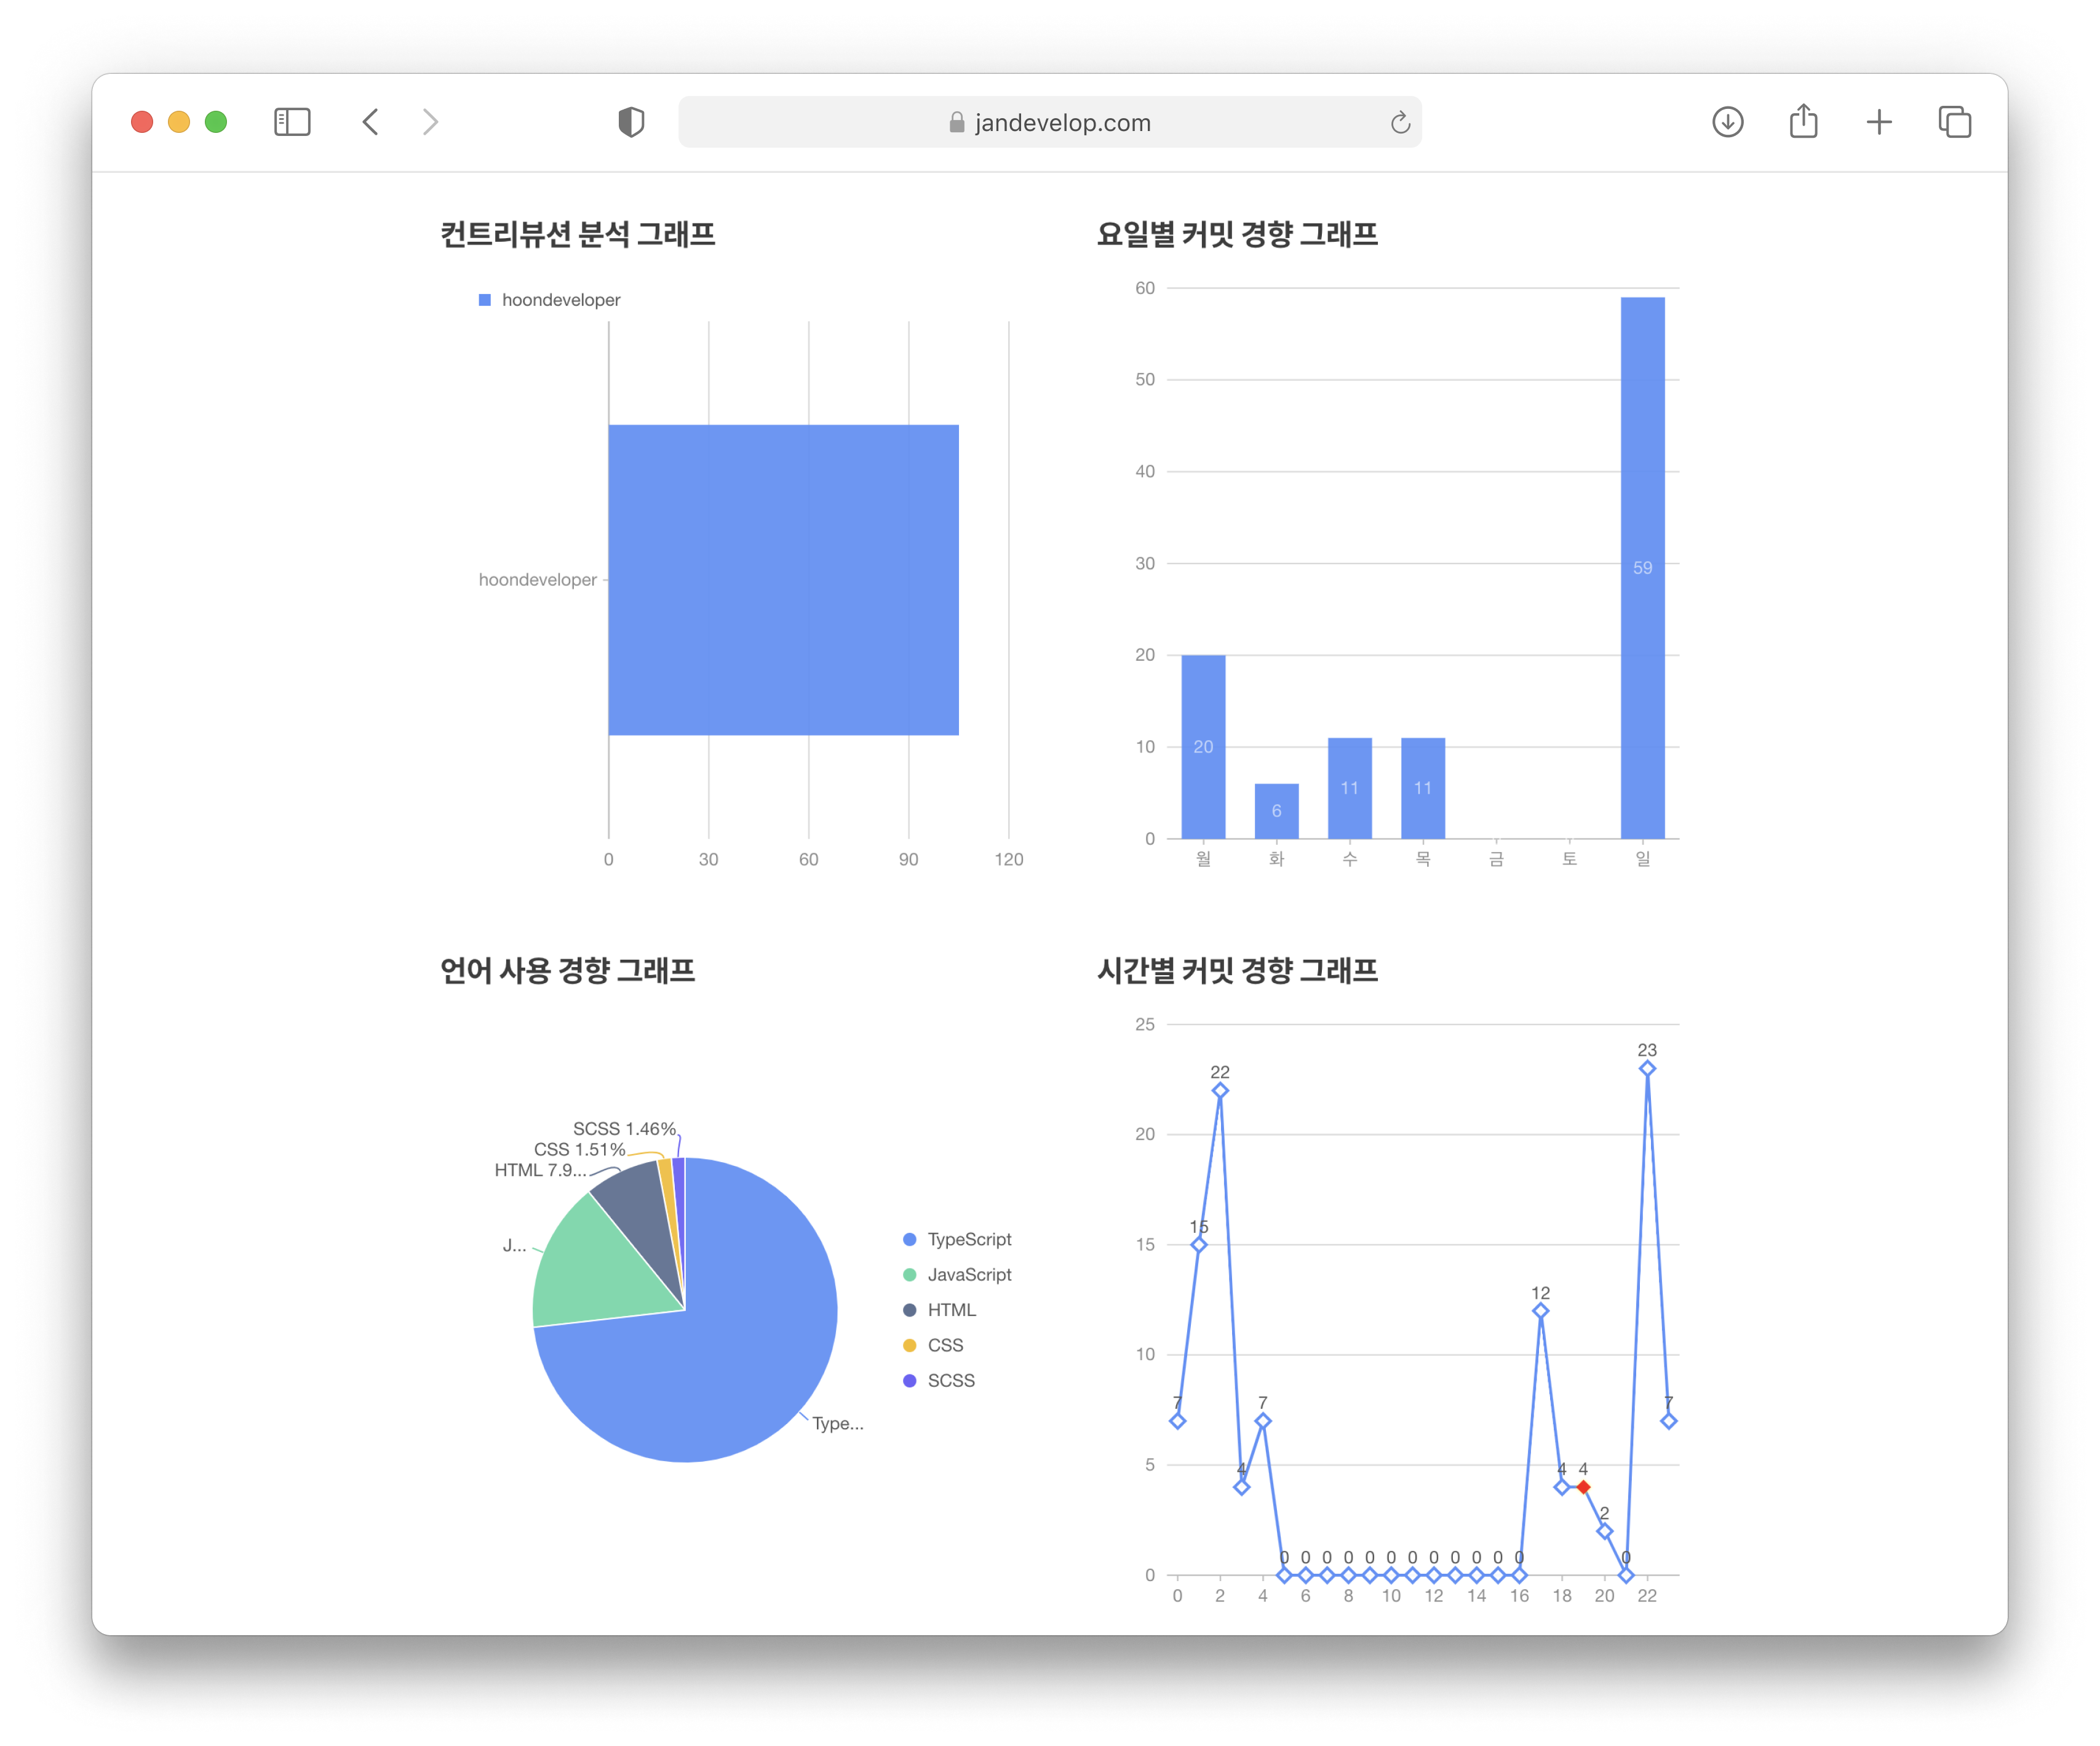 jandevelop.com
컨트리뷰션 분석 그래프
hoondeveloper
hoondeveloper
0 30 60 90 120
요일별 커밋 경향 그래프
60
50
40
30
20
10
0
20 6 11 11 59
월 화 수 목 금 토 일
언어 사용 경향 그래프
SCSS 1.46%
CSS 1.51%
HTML 7.9...
J...
Type...
TypeScript
JavaScript
HTML
CSS
SCSS
시간별 커밋 경향 그래프
25
20
15
10
5
0
7 15 22 4 7 0 0 0 0 0 0 0 0 0 0 0 0 12 4 4 2 0 23 7
0 2 4 6 8 10 12 14 16 18 20 22